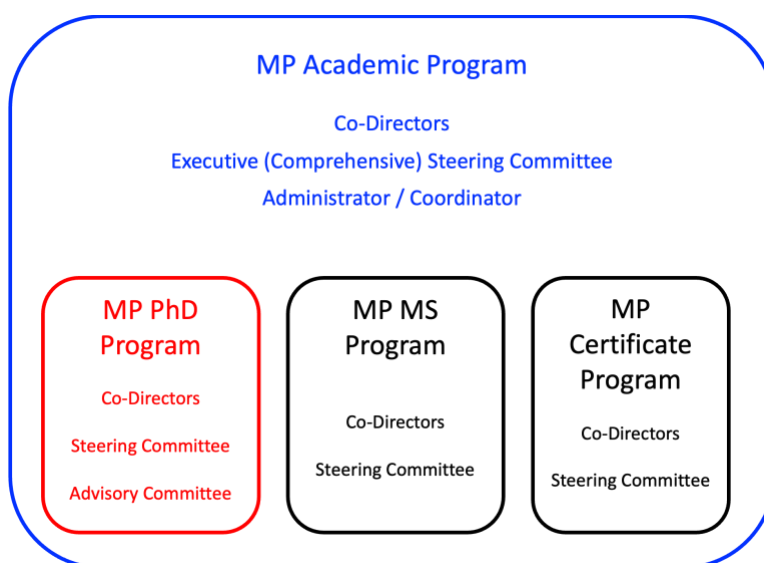 MP Academic Program
Co-Directors
Executive (Comprehensive) Steering Committee
Administrator / Coordinator
MP PhD
Program
Co-Directors
Steering Committee
Advisory Committee
MP MS
Program
Co-Directors
Steering Committee
MP
Certificate
Program
Co-Directors
Steering Committee